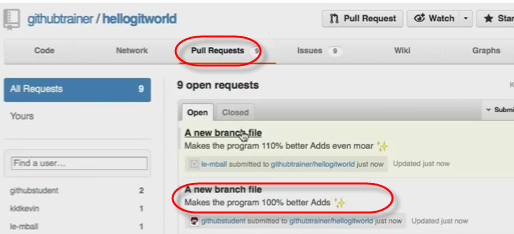 githubtrainer / hellogitworld
Pull Request Watch Star
Code Network Pull Requests 9 Issues 9 Wiki Graphs
All Requests 9
9 open requests
Yours
Open Closed
A new branch file
Makes the program 110% better Adds even moar ✨
le-mball submitted to githubtrainer/hellogitworld just now Updated just now
Find a user...
A new branch file
githubstudent 2
Makes the program 100% better Adds ✨
kktkevin 1
githubstudent submitted to githubtrainer/hellogitworld just now Updated just now
le-mball 1